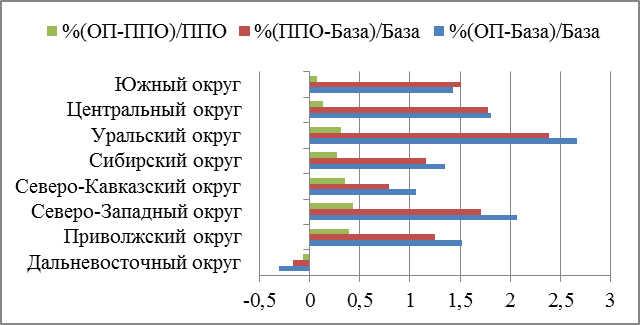 %(ОП-ППО)/ППО %(ППО-База)/База %(ОП-База)/База
Южный округ
Центральный округ
Уральский округ
Сибирский округ
Северо-Кавказский округ
Северо-Западный округ
Приволжский округ
Дальневосточный округ
-0,5 0 0,5 1 1,5 2 2,5 3